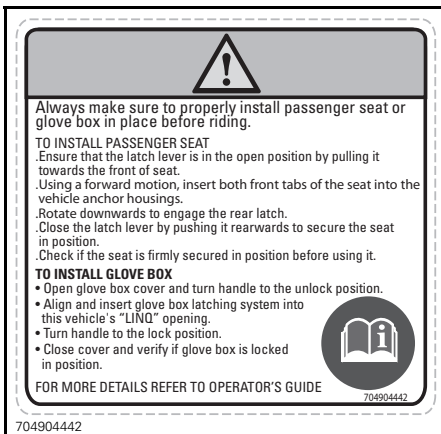 Always make sure to properly install passenger seat or
glove box in place before riding.
TO INSTALL PASSENGER SEAT
.Ensure that the latch lever is in the open position by pulling it
towards the front of seat.
.Using a forward motion, insert both front tabs of the seat into the
vehicle anchor housings.
.Rotate downwards to engage the rear latch.
.Close the latch lever by pushing it rearwards to secure the seat
in position.
.Check if the seat is firmly secured in position before using it.
TO INSTALL GLOVE BOX
• Open glove box cover and turn handle to the unlock position.
• Align and insert glove box latching system into
this vehicle's "LINQ" opening.
• Turn handle to the lock position.
• Close cover and verify if glove box is locked
in position.
FOR MORE DETAILS REFER TO OPERATOR'S GUIDE
704904442
704904442